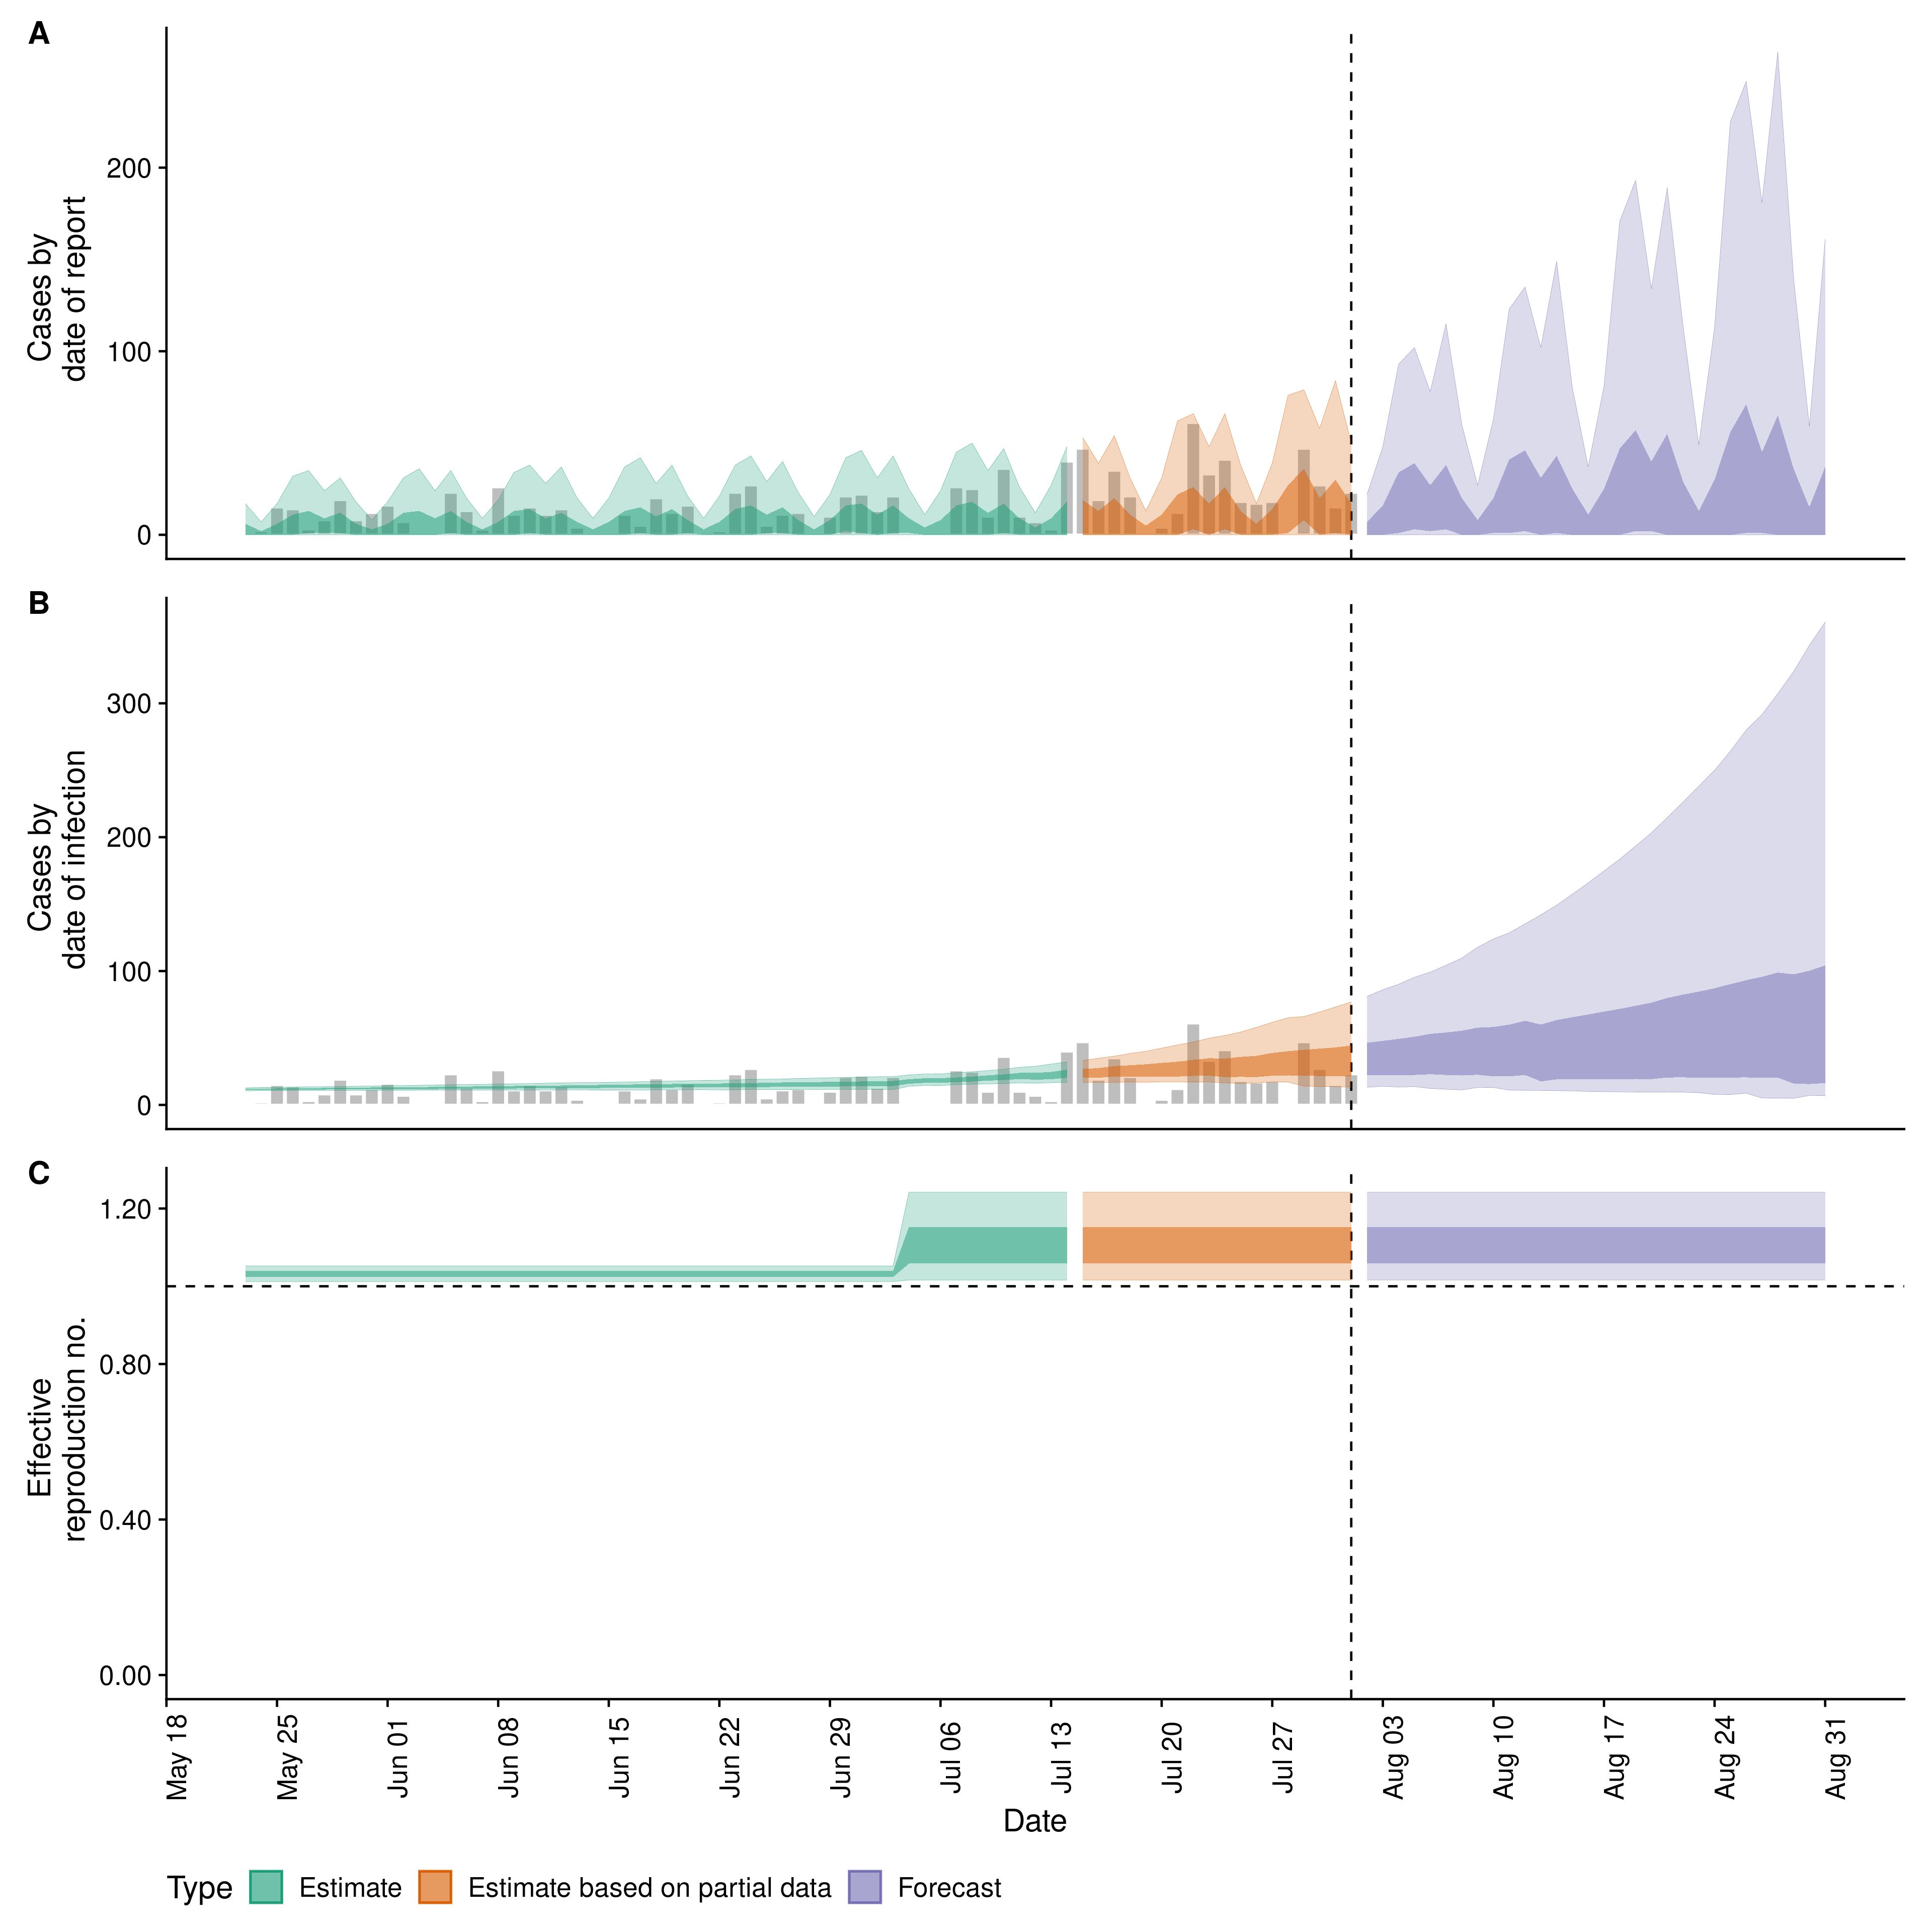 A
Cases by
date of report
200
100
0
B
Cases by
date of infection
300
200
100
0
C
Effective
reproduction no.
1.20
0.80
0.40
0.00
May 18
May 25
Jun 01
Jun 08
Jun 15
Jun 22
Jun 29
Jul 06
Jul 13
Jul 20
Jul 27
Aug 03
Aug 10
Aug 17
Aug 24
Aug 31
Date
Type Estimate Estimate based on partial data Forecast